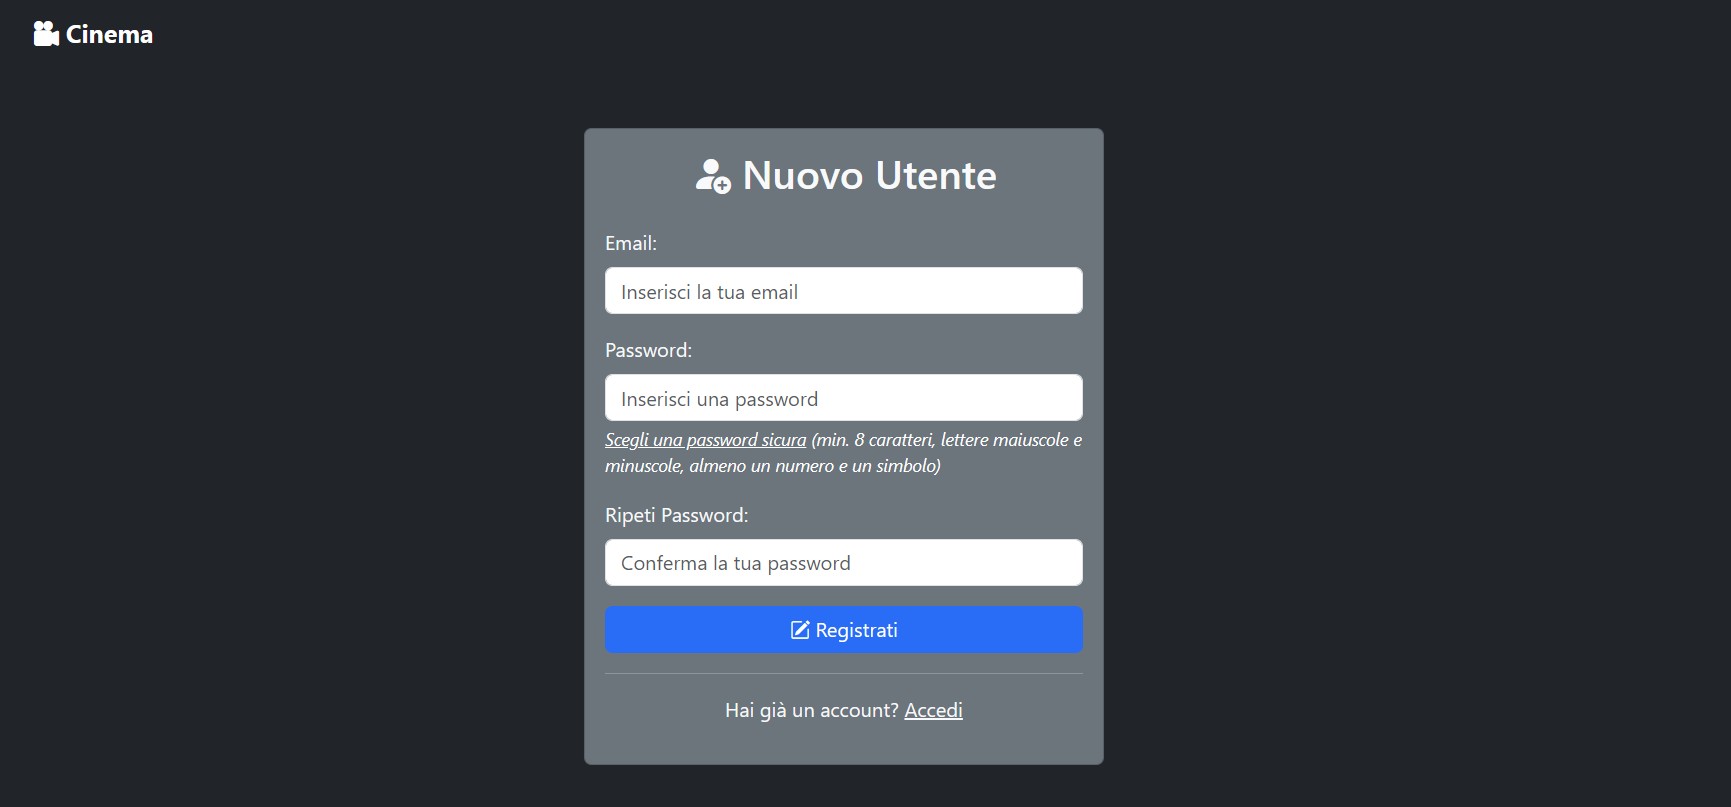 Cinema
Nuovo Utente
Email:
Inserisci la tua email
Password:
Inserisci una password
Scegli una password sicura (min. 8 caratteri, lettere maiuscole e
minuscole, almeno un numero e un simbolo)
Ripeti Password:
Conferma la tua password
Registrati
Hai già un account? Accedi